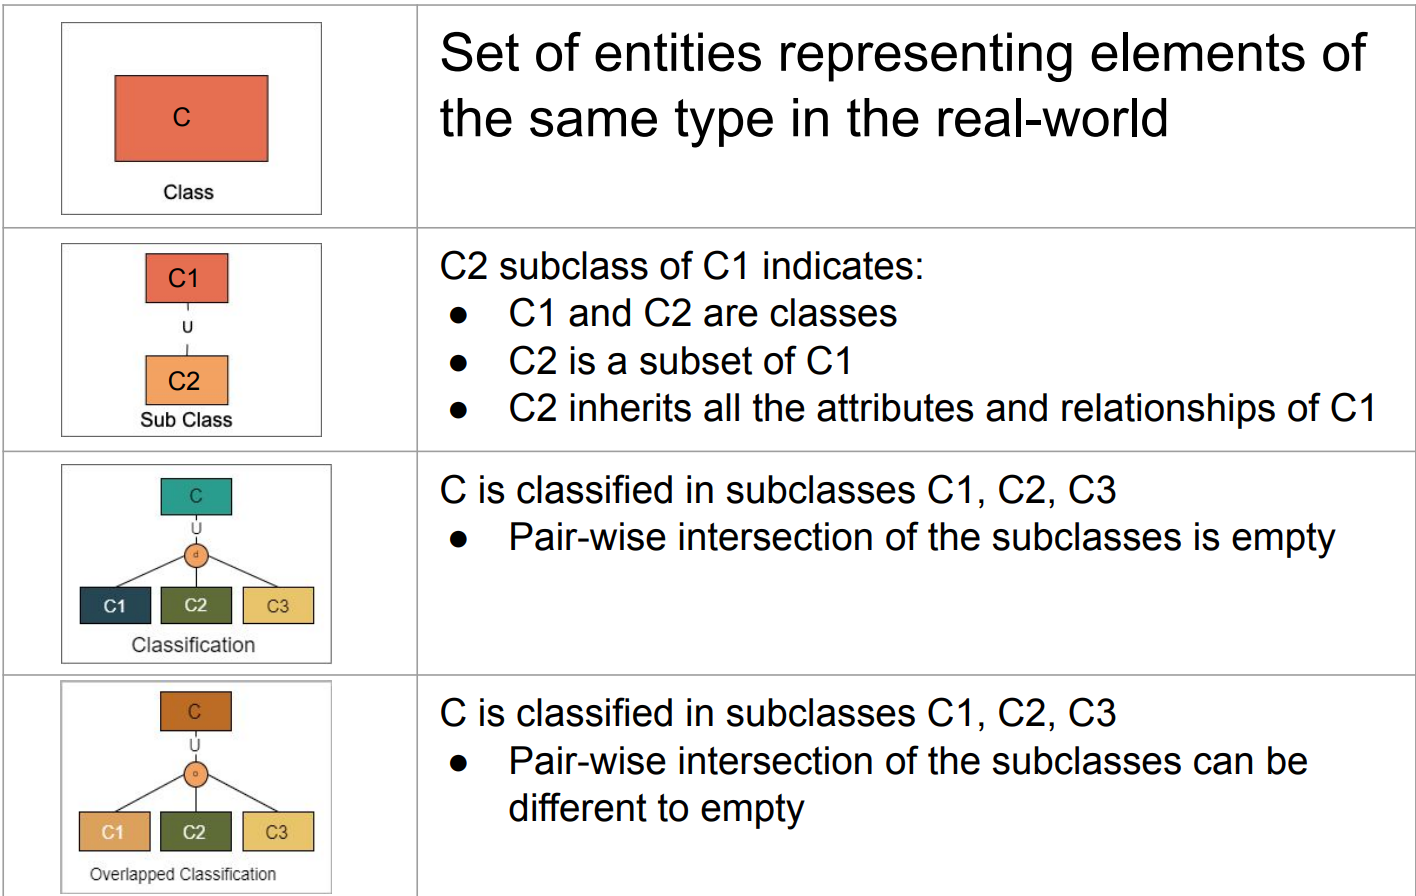 C
Class
Set of entities representing elements of
the same type in the real-world
C1
U
C2
Sub Class
C2 subclass of C1 indicates:
● C1 and C2 are classes
● C2 is a subset of C1
● C2 inherits all the attributes and relationships of C1
C
U
d
C1 C2 C3
Classification
C is classified in subclasses C1, C2, C3
● Pair-wise intersection of the subclasses is empty
C
U
o
C1 C2 C3
Overlapped Classification
C is classified in subclasses C1, C2, C3
● Pair-wise intersection of the subclasses can be
different to empty